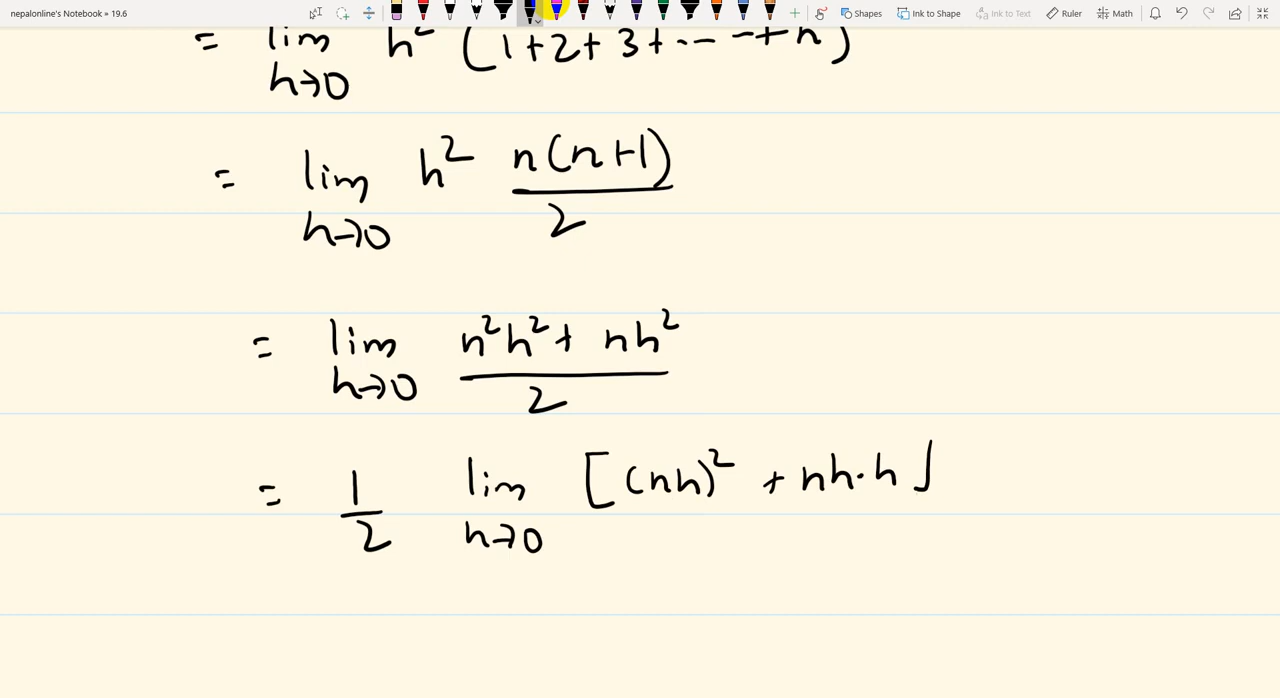 nepalonline's Notebook » 19.6 Shapes Ink to Shape Ink to Text Ruler Math
= lim h→0 h² (1+2+3+-- -+n)
= lim h→0 h² n(n+1)/2
= lim h→0 n²h²+ nh²/2
= 1/2 lim h→0 [(nh)² + nh·h]